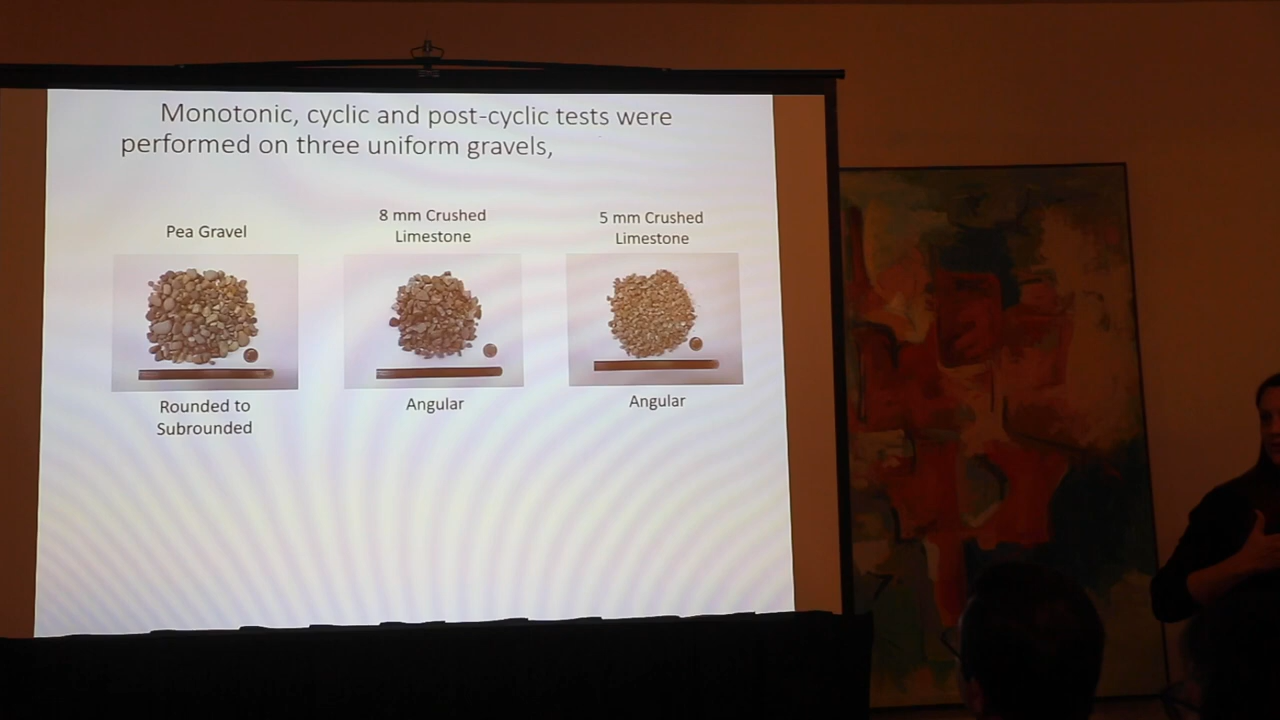 Monotonic, cyclic and post-cyclic tests were
performed on three uniform gravels,
Pea Gravel
8 mm Crushed
Limestone
5 mm Crushed
Limestone
Rounded to
Subrounded
Angular
Angular